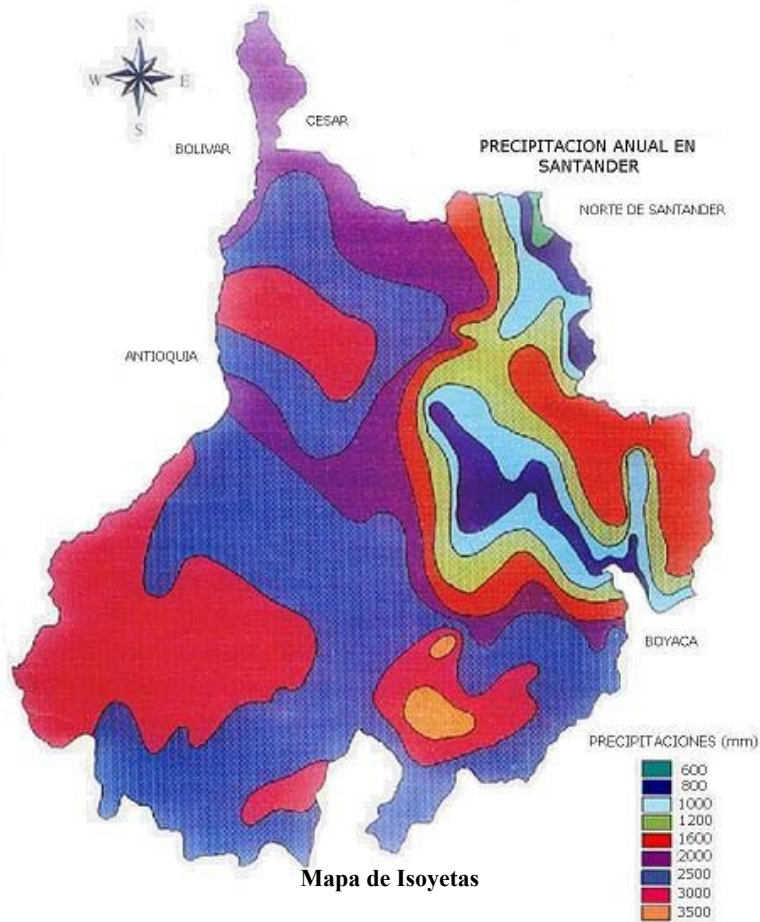 N
W E
S
CESAR
BOLIVAR
PRECIPITACION ANUAL EN
SANTANDER
NORTE DE SANTANDER
ANTIOQUIA
BOYACA
PRECIPITACIONES (mm)
600
800
1000
1200
1600
2000
2500
3000
3500
Mapa de Isoyetas